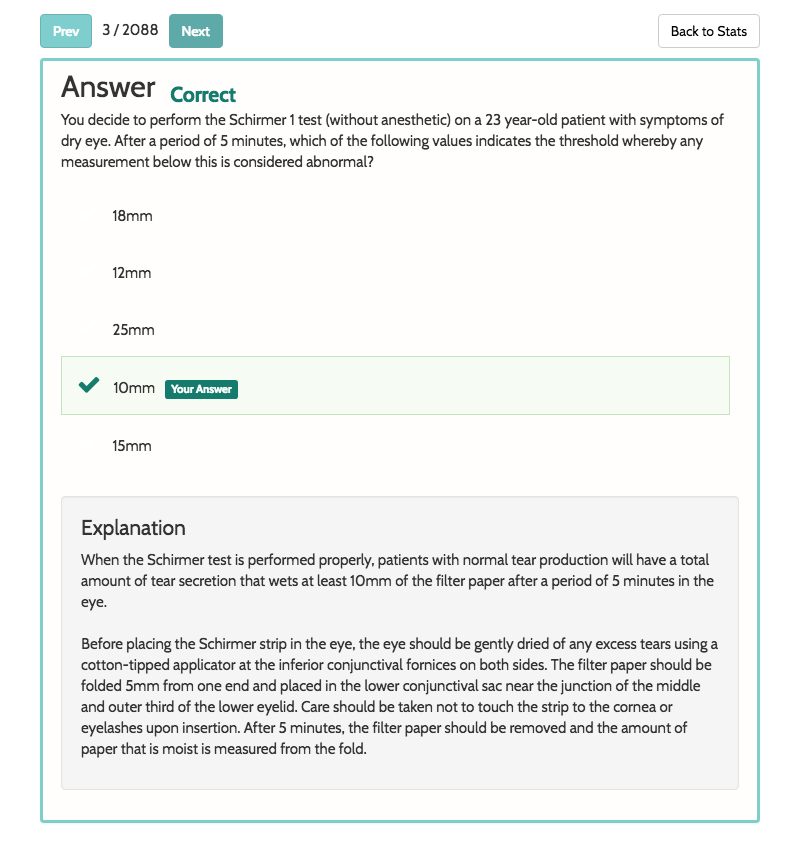 Prev 3 / 2088 Next Back to Stats
Answer Correct
You decide to perform the Schirmer 1 test (without anesthetic) on a 23 year-old patient with symptoms of
dry eye. After a period of 5 minutes, which of the following values indicates the threshold whereby any
measurement below this is considered abnormal?
18mm
12mm
25mm
10mm Your Answer
15mm
Explanation
When the Schirmer test is performed properly, patients with normal tear production will have a total
amount of tear secretion that wets at least 10mm of the filter paper after a period of 5 minutes in the
eye.
Before placing the Schirmer strip in the eye, the eye should be gently dried of any excess tears using a
cotton-tipped applicator at the inferior conjunctival fornices on both sides. The filter paper should be
folded 5mm from one end and placed in the lower conjunctival sac near the junction of the middle
and outer third of the lower eyelid. Care should be taken not to touch the strip to the cornea or
eyelashes upon insertion. After 5 minutes, the filter paper should be removed and the amount of
paper that is moist is measured from the fold.